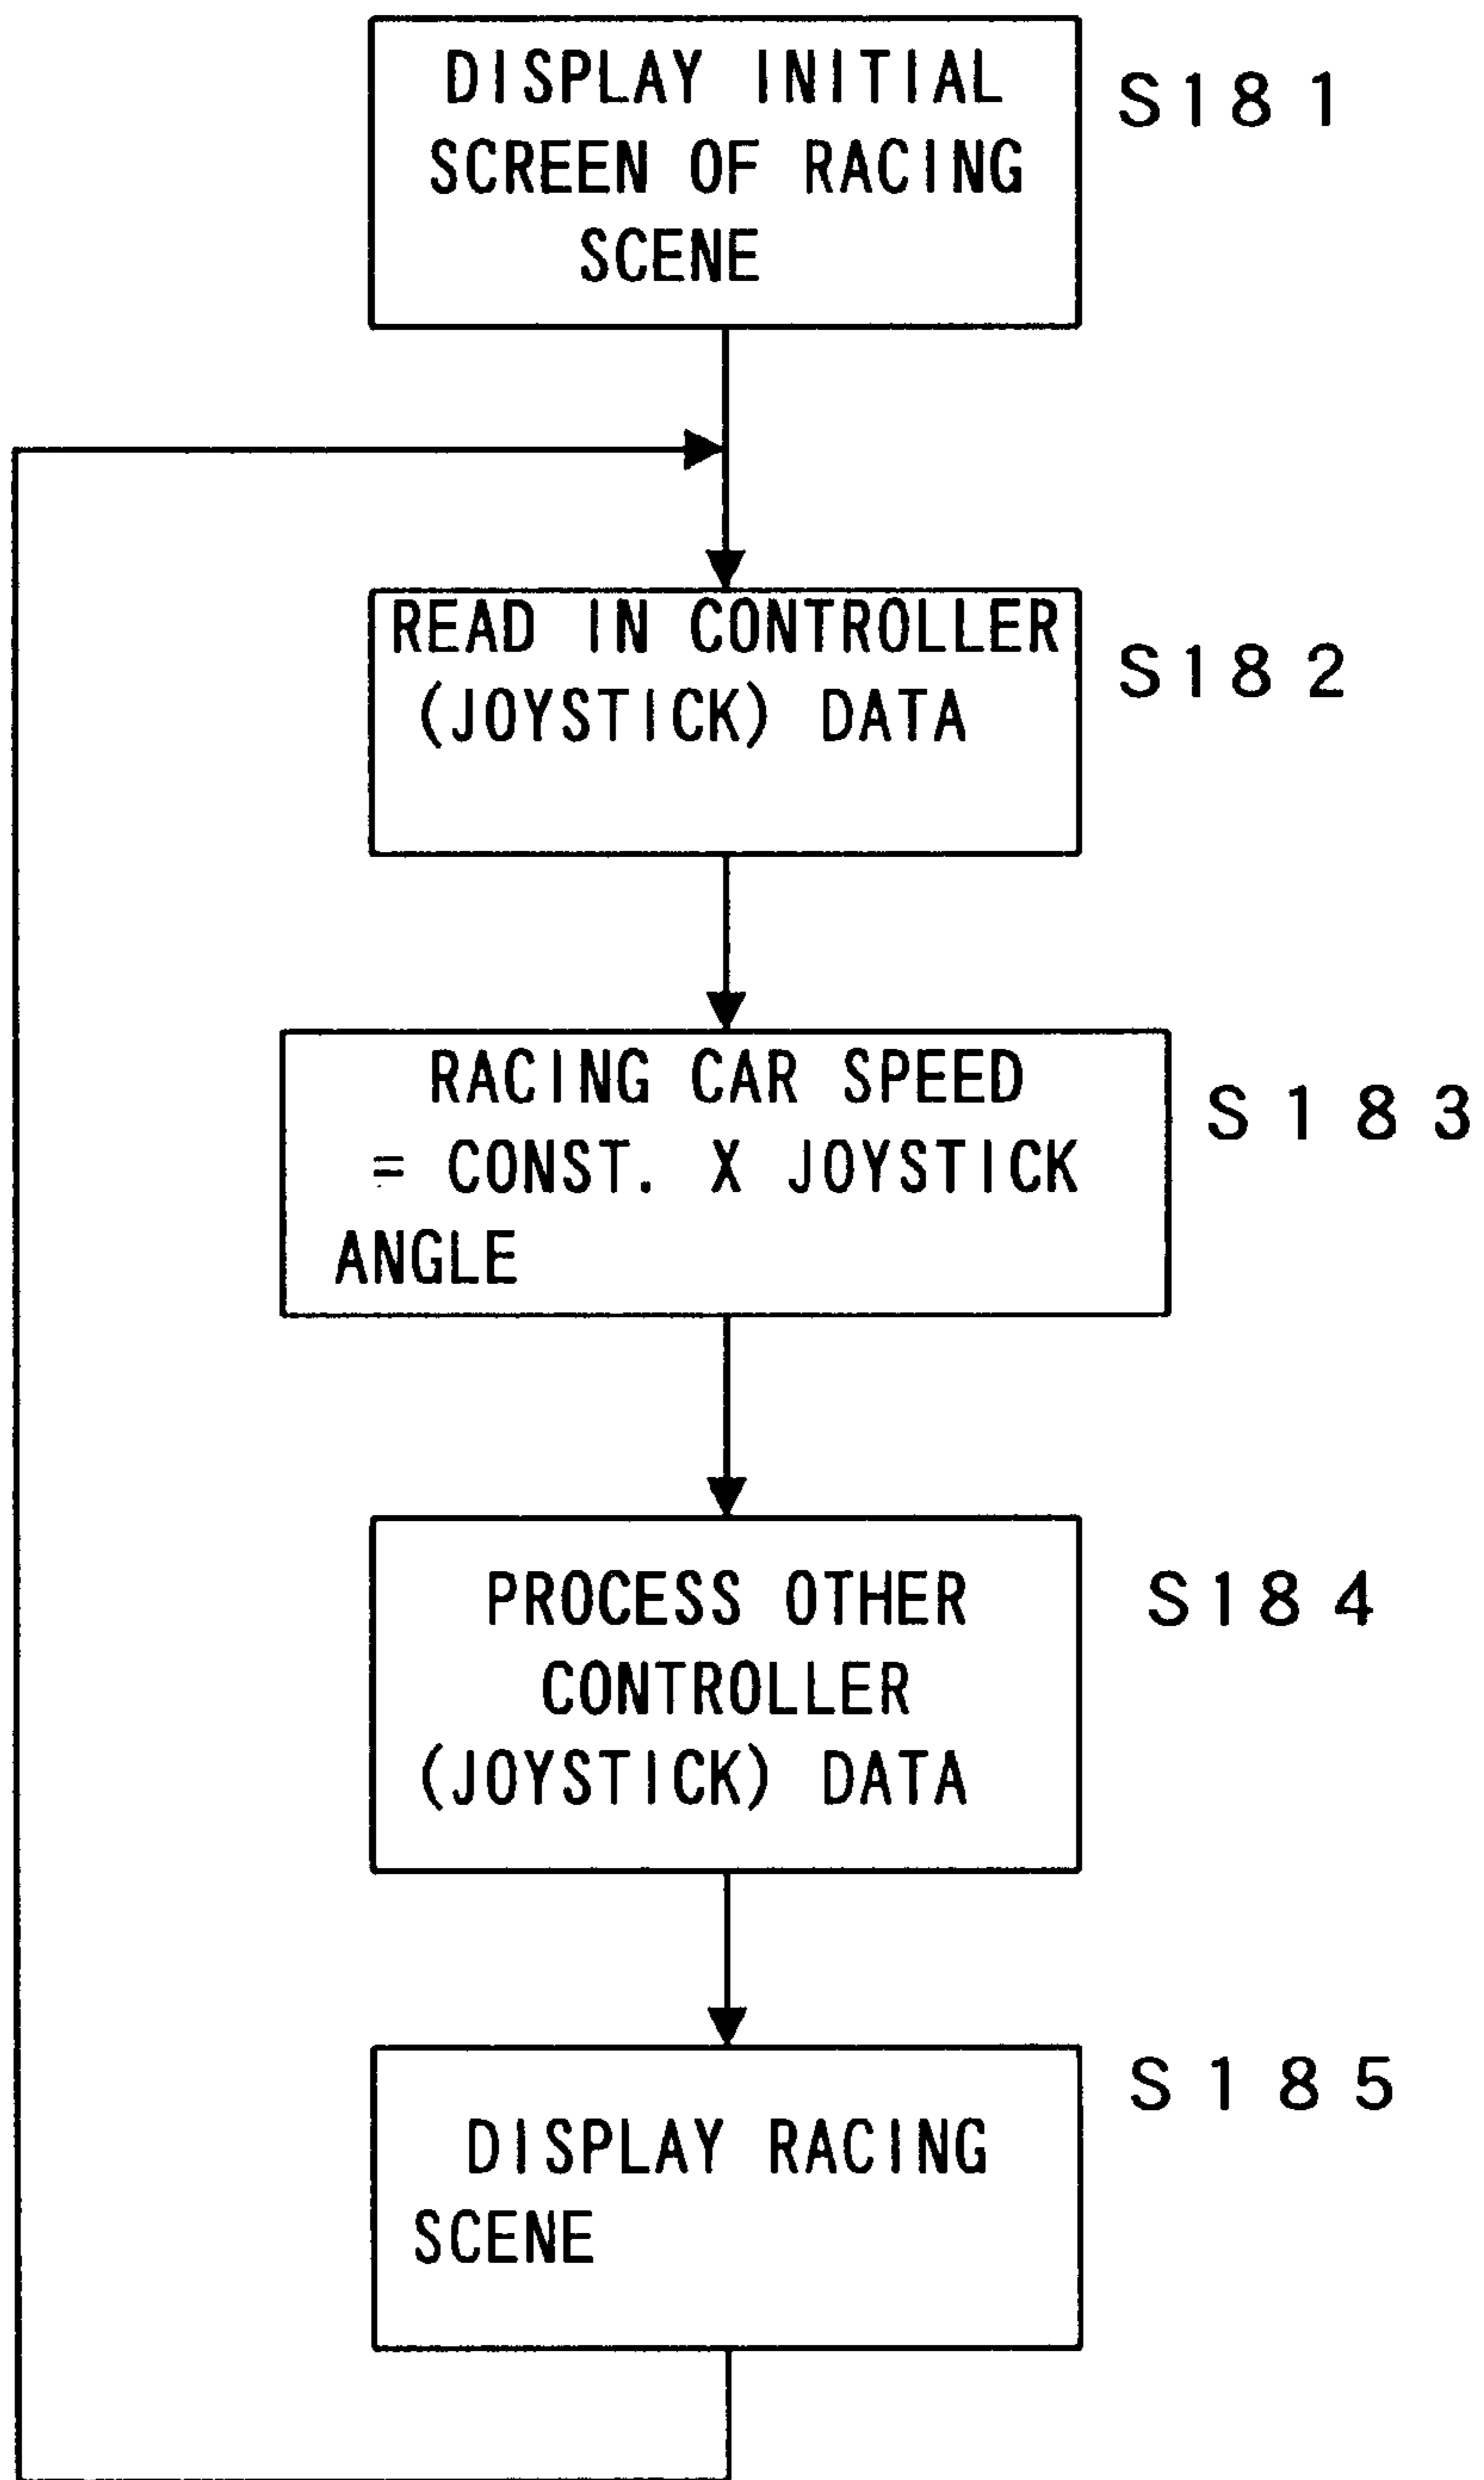 DISPLAY INITIAL
SCREEN OF RACING
SCENE
S181
READ IN CONTROLLER
(JOYSTICK) DATA
S182
RACING CAR SPEED
= CONST. X JOYSTICK
ANGLE
S183
PROCESS OTHER
CONTROLLER
(JOYSTICK) DATA
S184
DISPLAY RACING
SCENE
S185